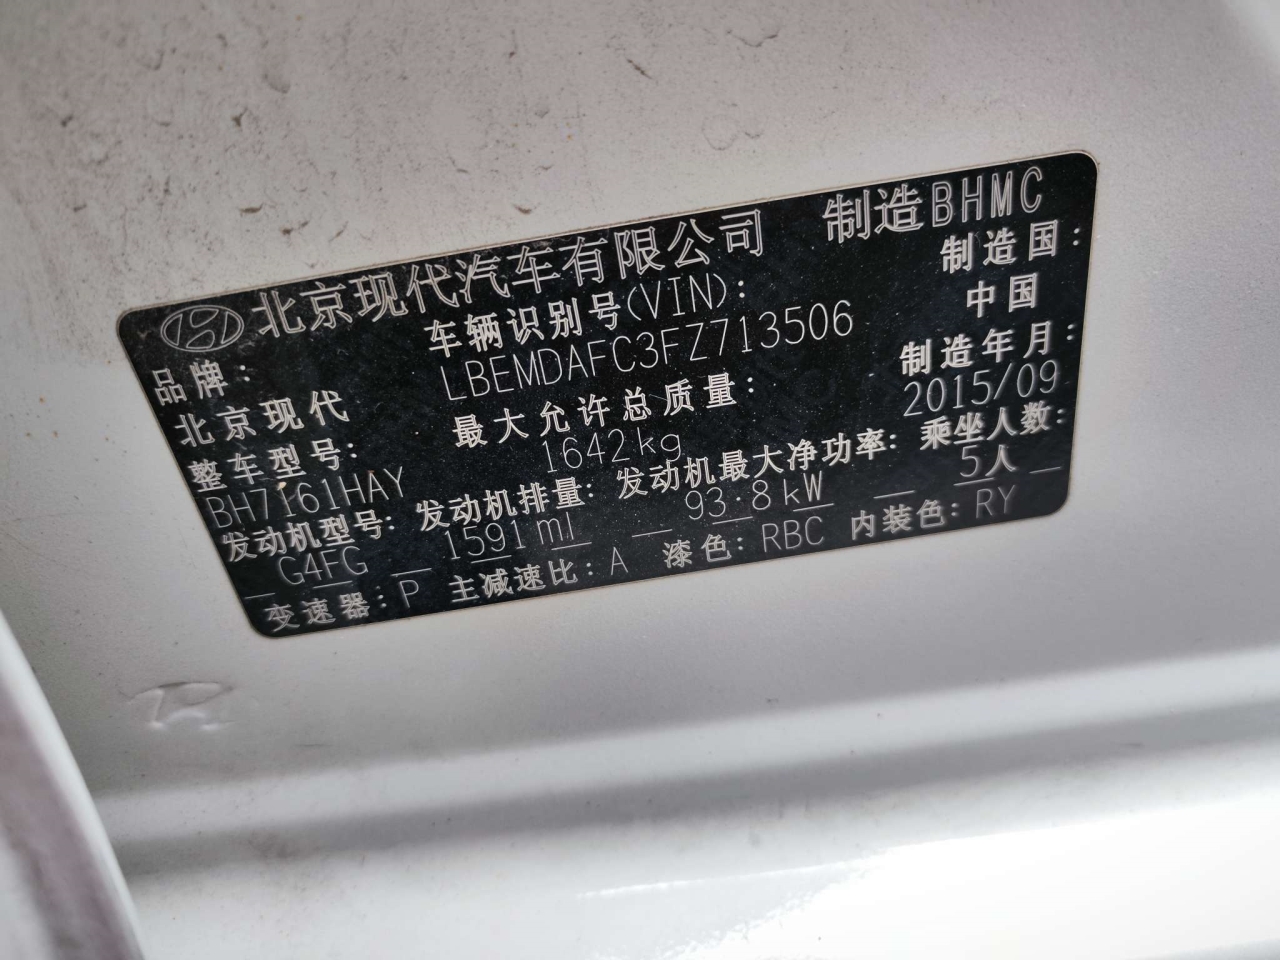 北京现代汽车有限公司 制造BHMC
品牌: 车辆识别号(VIN): 制造国:
北京现代 LBEMDAFC3FZ713506 中国
整车型号: 最大允许总质量: 制造年月:
BH7161HAY 1642kg 2015/09
发动机型号: 发动机排量: 发动机最大净功率: 乘坐人数:
G4FG 1591ml 93.8kW 5人
变速器:P 主减速比:A 漆色:RBC 内装色:RY